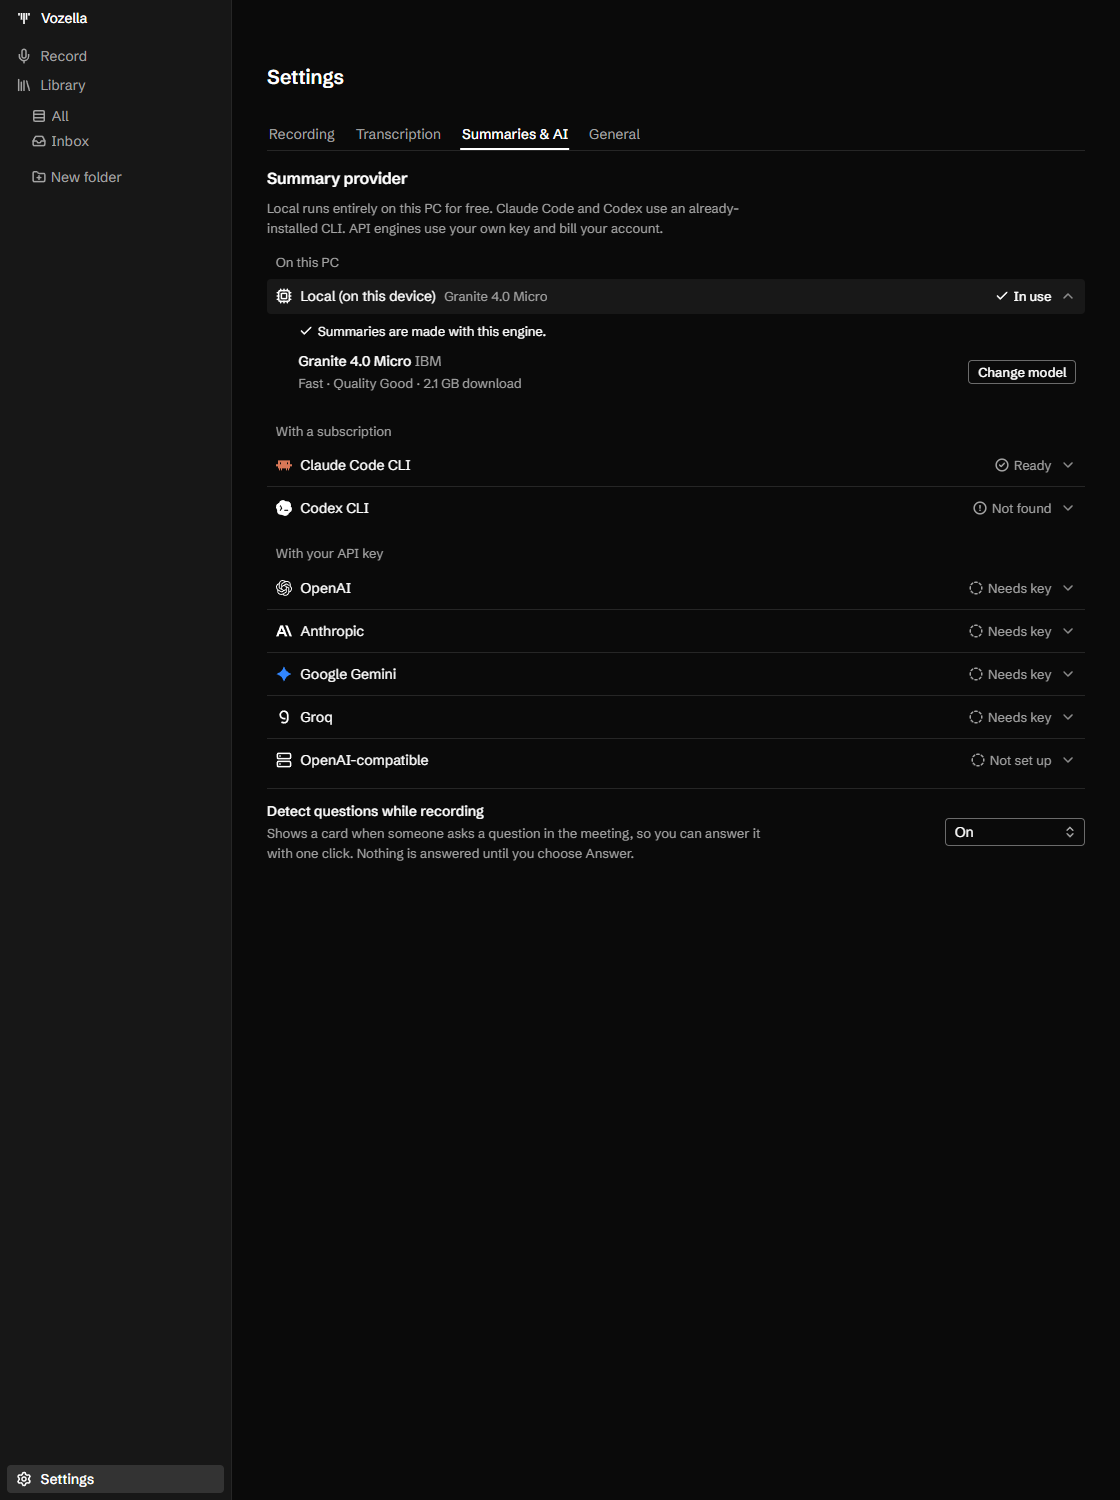 Vozella
Record
Library
All
Inbox
New folder
Settings
Settings
Recording Transcription Summaries & AI General
Summary provider
Local runs entirely on this PC for free. Claude Code and Codex use an already-
installed CLI. API engines use your own key and bill your account.
On this PC
Local (on this device) Granite 4.0 Micro In use
Summaries are made with this engine.
Granite 4.0 Micro IBM
Fast · Quality Good · 2.1 GB download
Change model
With a subscription
Claude Code CLI Ready
Codex CLI Not found
With your API key
OpenAI Needs key
Anthropic Needs key
Google Gemini Needs key
Groq Needs key
OpenAI-compatible Not set up
Detect questions while recording
Shows a card when someone asks a question in the meeting, so you can answer it
with one click. Nothing is answered until you choose Answer.
On